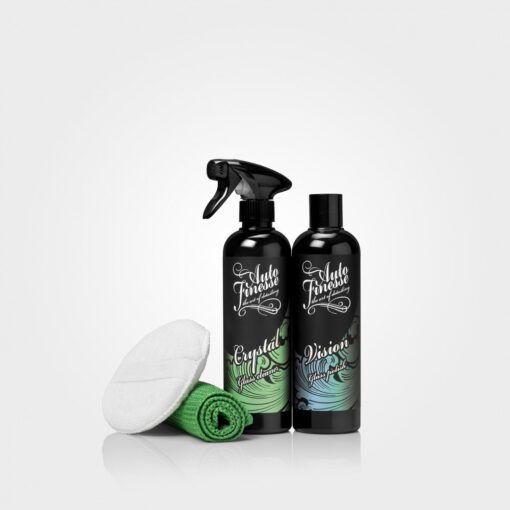 Auto
Finesse
the art of detailing
Crystal
Glass cleaner
Auto
Finesse
the art of detailing
Vision
Glass polish